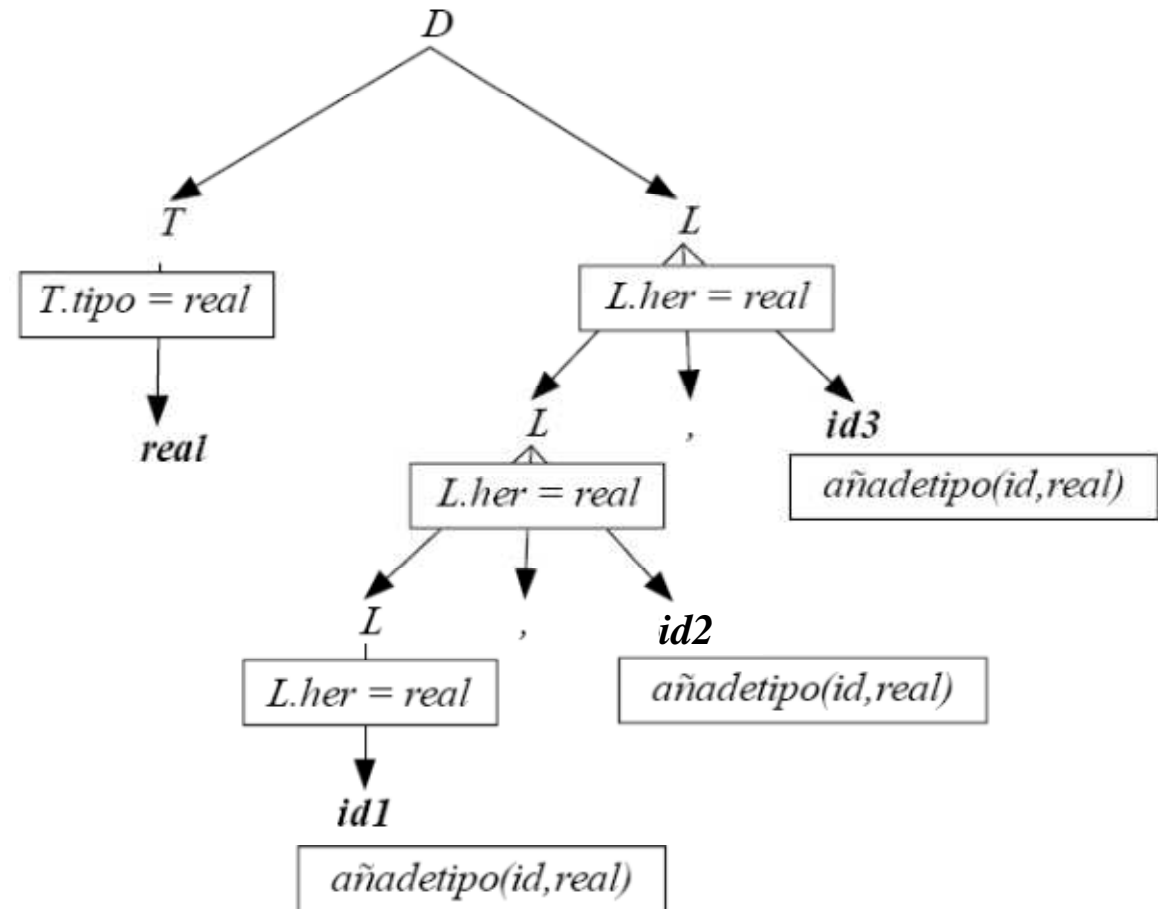 D
T
L
T.tipo = real
L.her = real
real
L
,
id3
L.her = real
añadetipo(id,real)
L
,
id2
L.her = real
añadetipo(id,real)
id1
añadetipo(id,real)